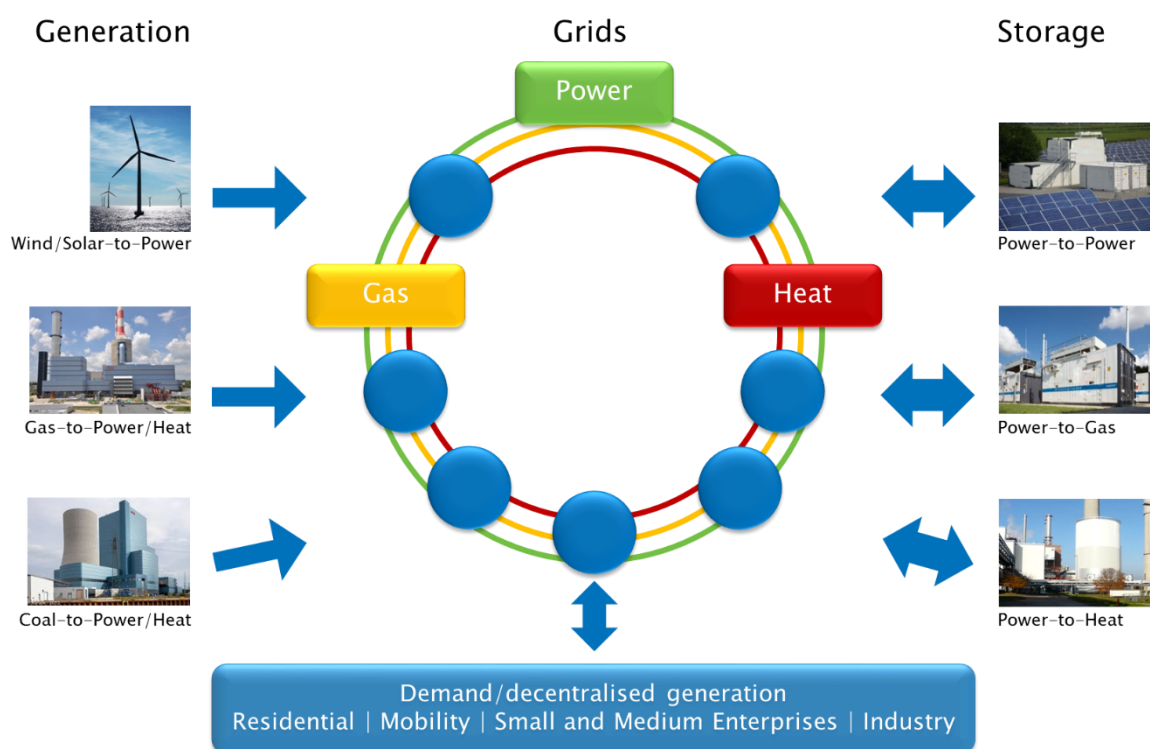 Generation
Grids
Storage
Power
Wind/Solar-to-Power
Power-to-Power
Gas
Heat
Gas-to-Power/Heat
Power-to-Gas
Coal-to-Power/Heat
Power-to-Heat
Demand/decentralised generation
Residential | Mobility | Small and Medium Enterprises | Industry